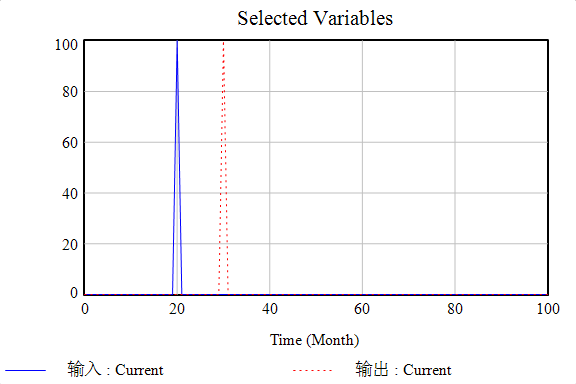 Selected Variables
100
80
60
40
20
0
0 20 40 60 80 100
Time (Month)
输入 : Current 输出 : Current